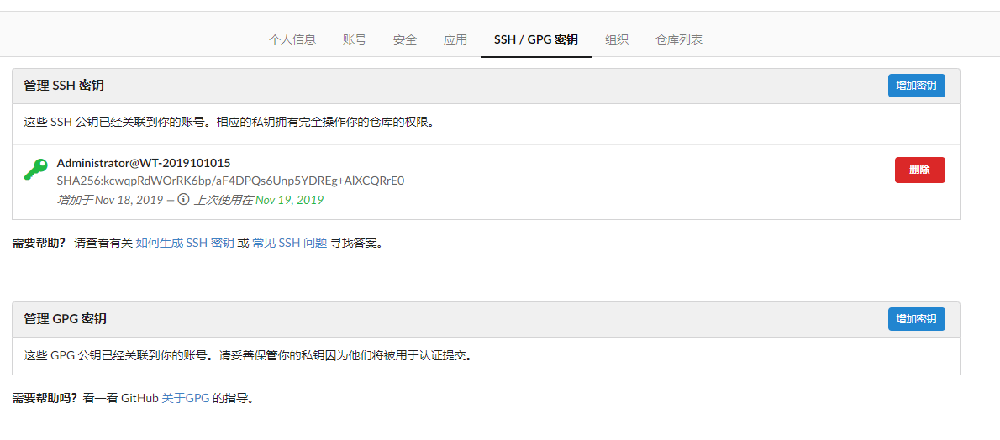 个人信息 账号 安全 应用 SSH / GPG 密钥 组织 仓库列表
管理 SSH 密钥 增加密钥
这些 SSH 公钥已经关联到你的账号。相应的私钥拥有完全操作你的仓库的权限。
Administrator@WT-2019101015 删除
SHA256:kcwqpRdWOrRK6bp/aF4DPQs6Unp5YDREg+AlXCQRrE0
增加于 Nov 18, 2019 — 上次使用在 Nov 19, 2019
需要帮助? 请查看有关 如何生成 SSH 密钥 或 常见 SSH 问题 寻找答案。
管理 GPG 密钥 增加密钥
这些 GPG 公钥已经关联到你的账号。请妥善保管你的私钥因为他们将被用于认证提交。
需要帮助吗? 看一看 GitHub 关于GPG 的指导。